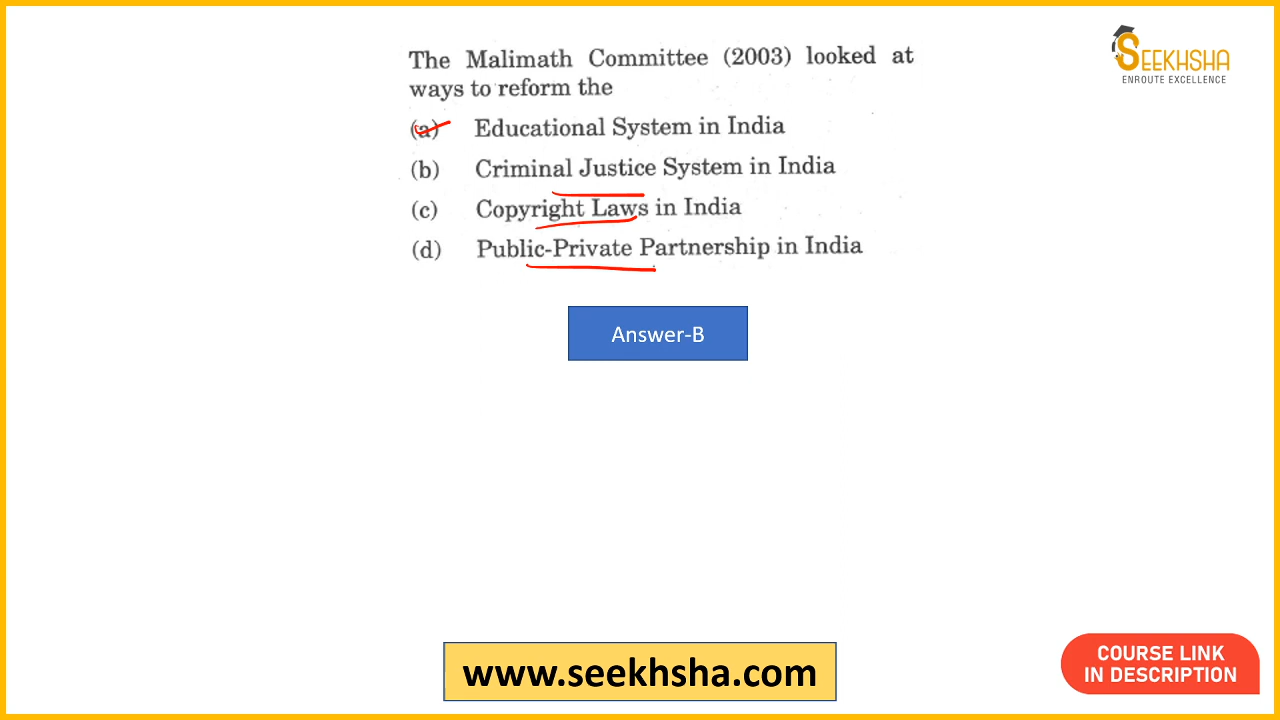 SEEKHSHA
ENROUTE EXCELLENCE
The Malimath Committee (2003) looked at
ways to reform the
(a) Educational System in India
(b) Criminal Justice System in India
(c) Copyright Laws in India
(d) Public-Private Partnership in India
Answer-B
www.seekhsha.com
COURSE LINK
IN DESCRIPTION